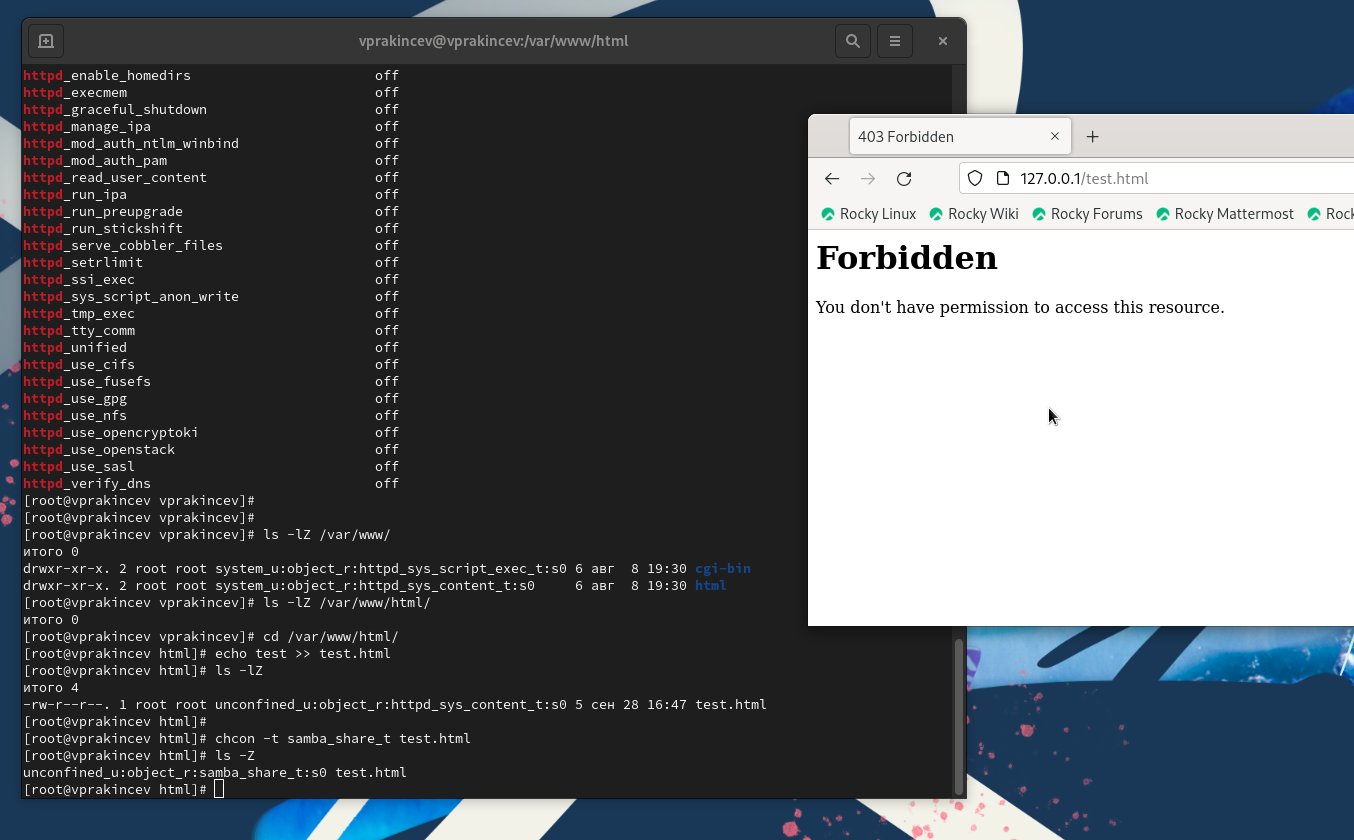 vprakincev@vprakincev:/var/www/html
httpd_enable_homedirs off
httpd_execmem off
httpd_graceful_shutdown off
httpd_manage_ipa off
httpd_mod_auth_ntlm_winbind off
httpd_mod_auth_pam off
httpd_read_user_content off
httpd_run_ipa off
httpd_run_preupgrade off
httpd_run_stickshift off
httpd_serve_cobbler_files off
httpd_setrlimit off
httpd_ssi_exec off
httpd_sys_script_anon_write off
httpd_tmp_exec off
httpd_tty_comm off
httpd_unified off
httpd_use_cifs off
httpd_use_fusefs off
httpd_use_gpg off
httpd_use_nfs off
httpd_use_opencryptoki off
httpd_use_openstack off
httpd_use_sasl off
httpd_verify_dns off
[root@vprakincev vprakincev]#
[root@vprakincev vprakincev]#
[root@vprakincev vprakincev]# ls -lZ /var/www/
итого 0
drwxr-xr-x. 2 root root system_u:object_r:httpd_sys_script_exec_t:s0 6 авг  8 19:30 cgi-bin
drwxr-xr-x. 2 root root system_u:object_r:httpd_sys_content_t:s0     6 авг  8 19:30 html
[root@vprakincev vprakincev]# ls -lZ /var/www/html/
итого 0
[root@vprakincev vprakincev]# cd /var/www/html/
[root@vprakincev html]# echo test >> test.html
[root@vprakincev html]# ls -lZ
итого 4
-rw-r--r--. 1 root root unconfined_u:object_r:httpd_sys_content_t:s0 5 сен 28 16:47 test.html
[root@vprakincev html]#
[root@vprakincev html]# chcon -t samba_share_t test.html
[root@vprakincev html]# ls -Z
unconfined_u:object_r:samba_share_t:s0 test.html
[root@vprakincev html]#
403 Forbidden
127.0.0.1/test.html
Rocky Linux Rocky Wiki Rocky Forums Rocky Mattermost Rock
Forbidden
You don't have permission to access this resource.